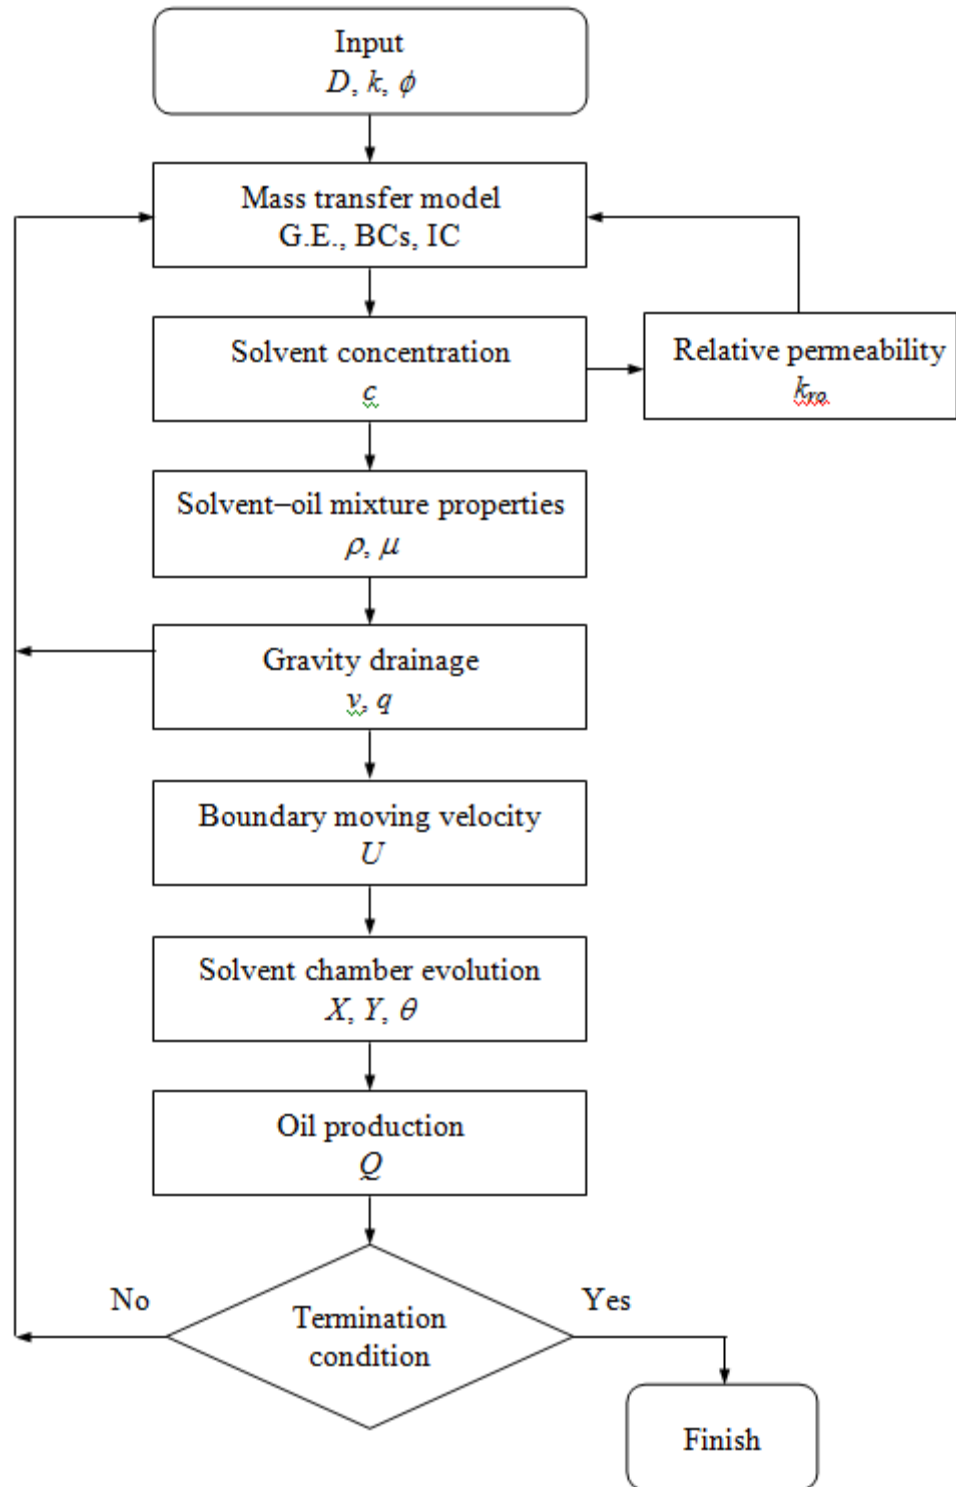 Input
D, k, ϕ
Mass transfer model
G.E., BCs, IC
Solvent concentration
c
Relative permeability
kro
Solvent–oil mixture properties
ρ, μ
Gravity drainage
v, q
Boundary moving velocity
U
Solvent chamber evolution
X, Y, θ
Oil production
Q
No
Yes
Termination
condition
Finish